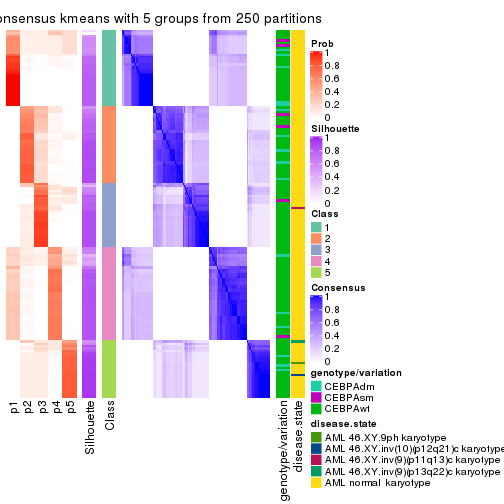 onsensus kmeans with 5 groups from 250 partitions
Prob
1
0.8
0.6
0.4
0.2
0
Silhouette
1
0.8
0.6
0.4
0.2
0
Class
1
2
3
4
5
Consensus
1
0.8
0.6
0.4
0.2
0
genotype/variation
CEBPAdm
CEBPAsm
CEBPAwt
disease.state
AML 46.XY.9ph karyotype
AML 46.XY.inv(10)(p12q21)c karyotype
AML 46.XY.inv(9)(p11q13)c karyotype
AML 46.XY.inv(9)(p13q22)c karyotype
AML normal karyotype
p1
p2
p3
p4
p5
Silhouette
Class
genotype/variation
disease.state